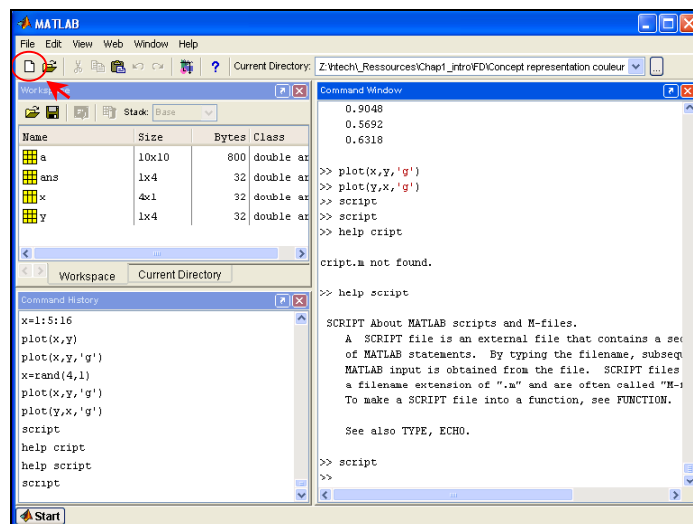 MATLAB
File Edit View Web Window Help
? Current Directory: Z:\htech\_Ressources\Chap1_intro\FD\Concept representation couleur ...
Workspace
Stack: Base
Name Size Bytes Class
a 10x10 800 double ar
ans 1x4 32 double ar
x 4x1 32 double ar
y 1x4 32 double ar
Workspace Current Directory
Command History
x=1:5:16
plot(x,y)
plot(x,y,'g')
x=rand(4,1)
plot(x,y,'g')
plot(y,x,'g')
script
help cript
help script
script
Command Window
0.9048
0.5692
0.6318
>> plot(x,y,'g')
>> plot(y,x,'g')
>> script
>> script
>> help cript
cript.m not found.
>> help script
SCRIPT About MATLAB scripts and M-files.
A SCRIPT file is an external file that contains a sec
of MATLAB statements. By typing the filename, subsequ
MATLAB input is obtained from the file. SCRIPT files
a filename extension of ".m" and are often called "M-
To make a SCRIPT file into a function, see FUNCTION.
See also TYPE, ECHO.
>> script
>>
Start